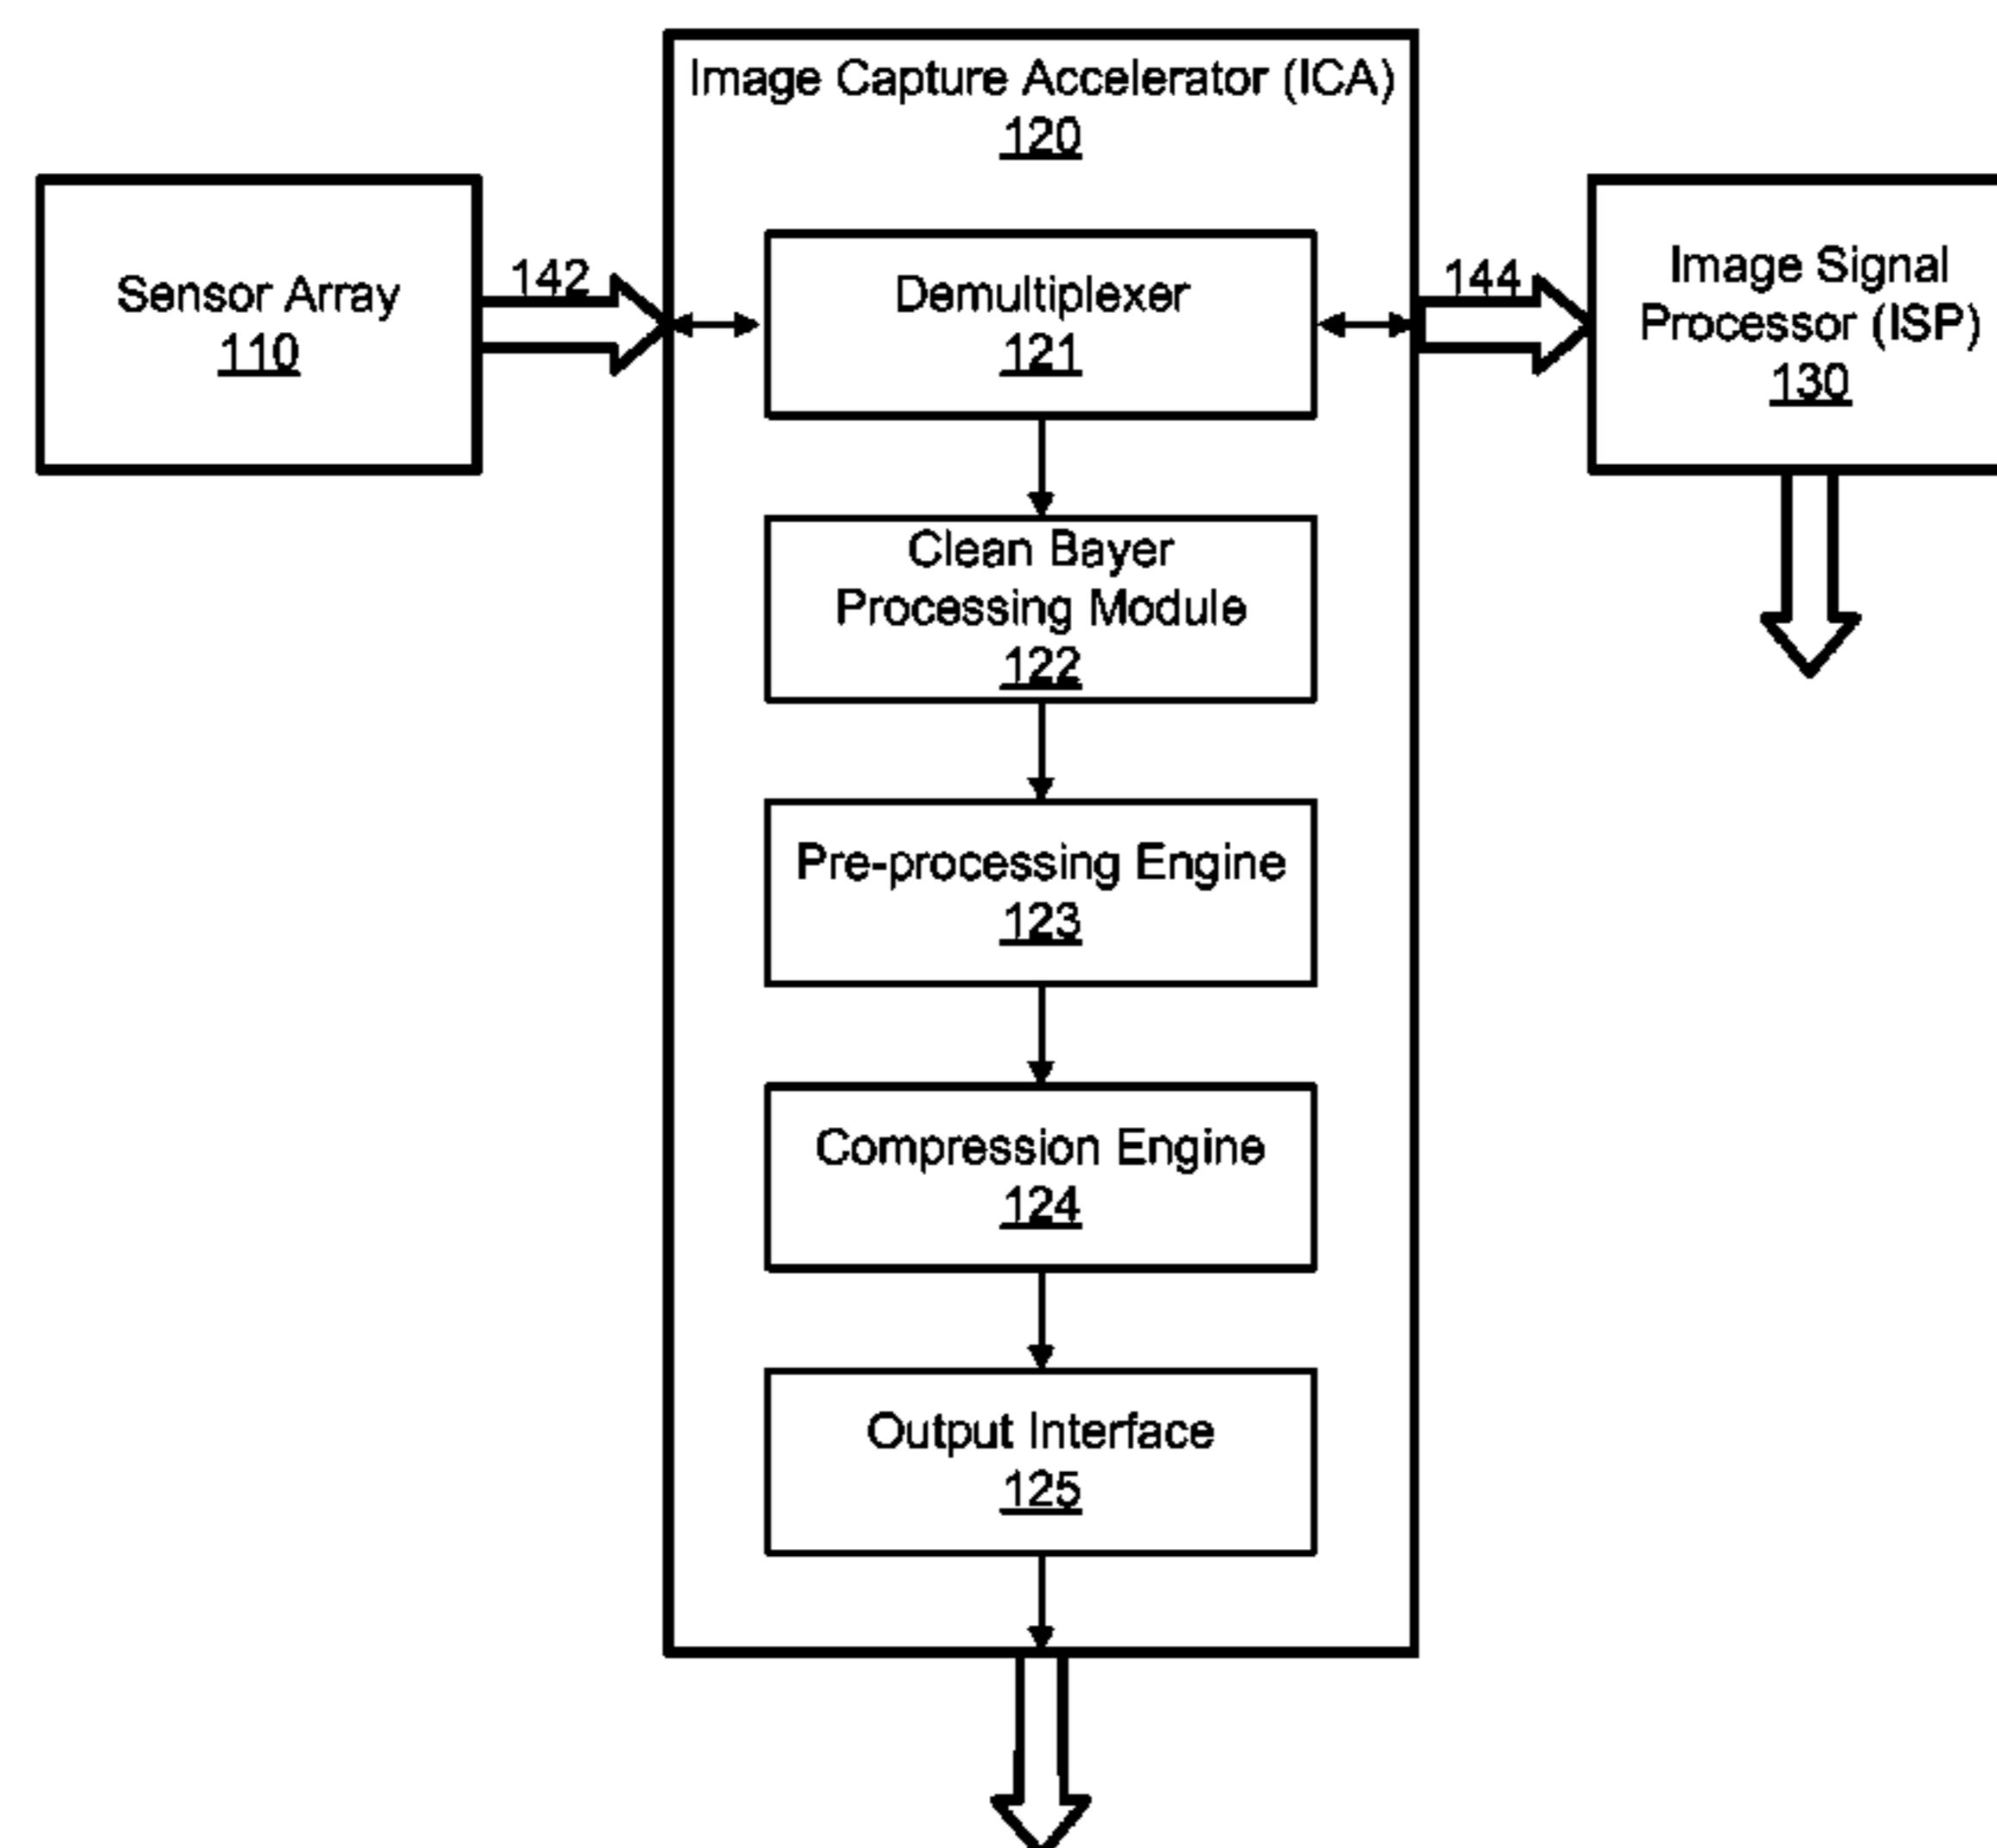 Image Capture Accelerator (ICA)
120
Sensor Array
110
142
Demultiplexer
121
144
Image Signal
Processor (ISP)
130
Clean Bayer
Processing Module
122
Pre-processing Engine
123
Compression Engine
124
Output Interface
125